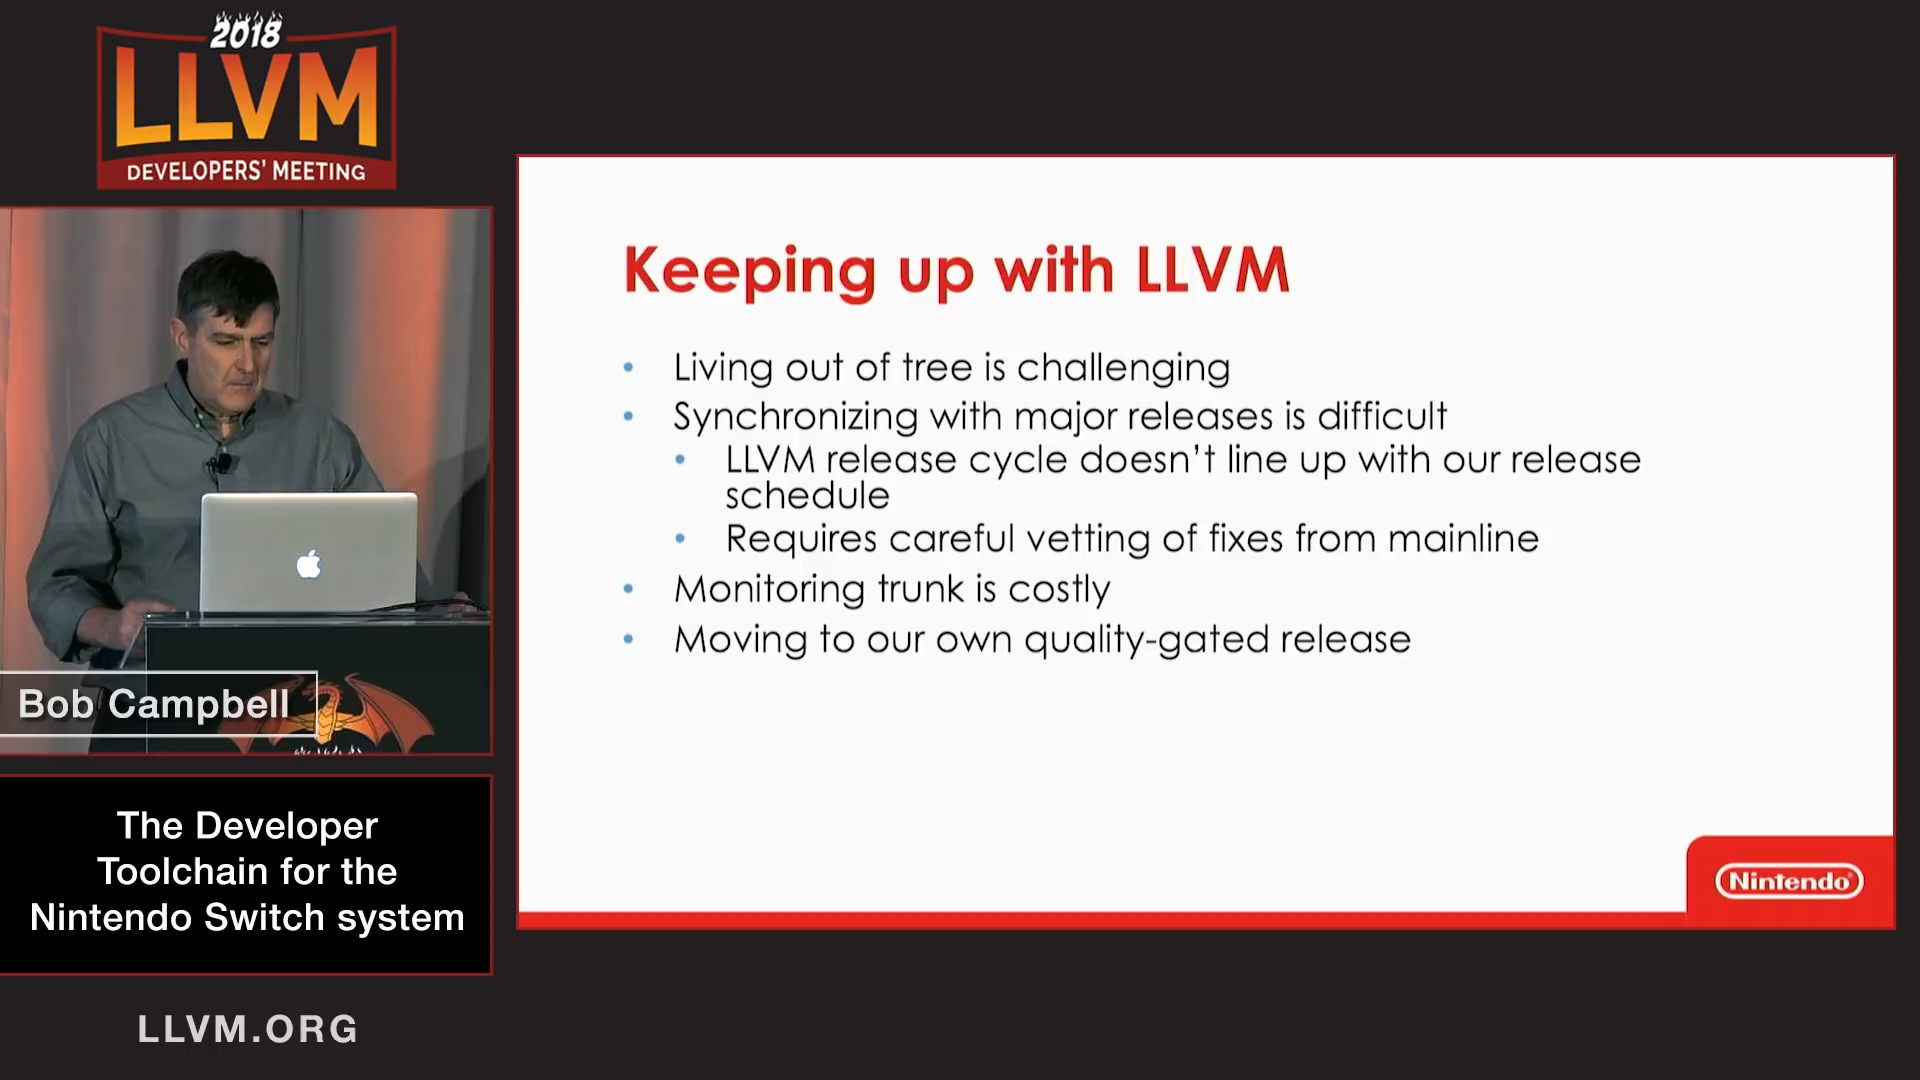 2018
LLVM
DEVELOPERS' MEETING
Bob Campbell
The Developer
Toolchain for the
Nintendo Switch system
LLVM.ORG
Keeping up with LLVM
• Living out of tree is challenging
• Synchronizing with major releases is difficult
• LLVM release cycle doesn't line up with our release
schedule
• Requires careful vetting of fixes from mainline
• Monitoring trunk is costly
• Moving to our own quality-gated release
Nintendo®